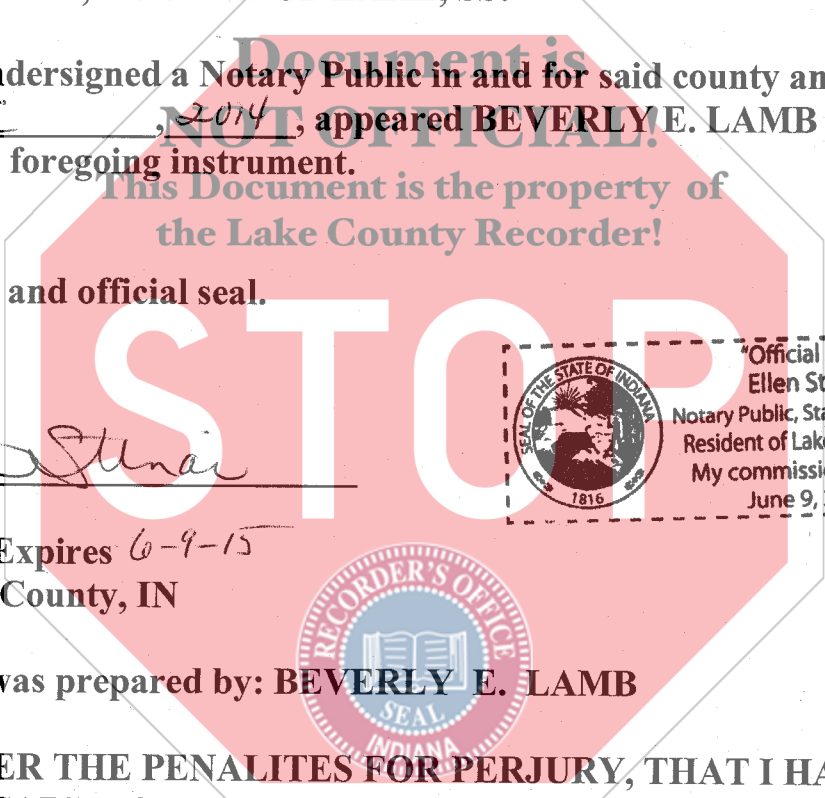 Document is
ndersigned a Notary Public in and for said county an
NOT OFFICIAL!
, 2014, appeared BEVERLY E. LAMB
foregoing instrument.
This Document is the property of
the Lake County Recorder!
and official seal.
STOP
"Official
Ellen St
Notary Public, Sta
Resident of Lake
My commissio
June 9,
SEAL OF THE STATE OF INDIANA
1816
Expires 6-9-15
County, IN
RECORDER'S OFFICE
SEAL
INDIANA
was prepared by: BEVERLY E. LAMB
ER THE PENALITES FOR PERJURY, THAT I HA